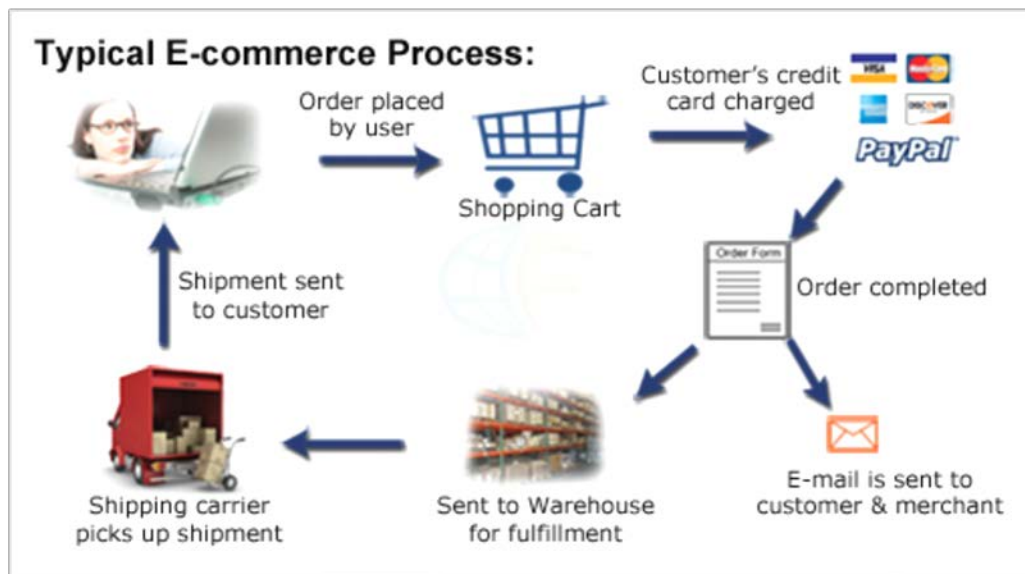 Typical E-commerce Process:
Order placed
by user
Shopping Cart
Customer's credit
card charged
VISA
MasterCard
DISCOVER
PayPal
Order Form
Order completed
E-mail is sent to
customer & merchant
Sent to Warehouse
for fulfillment
Shipping carrier
picks up shipment
Shipment sent
to customer